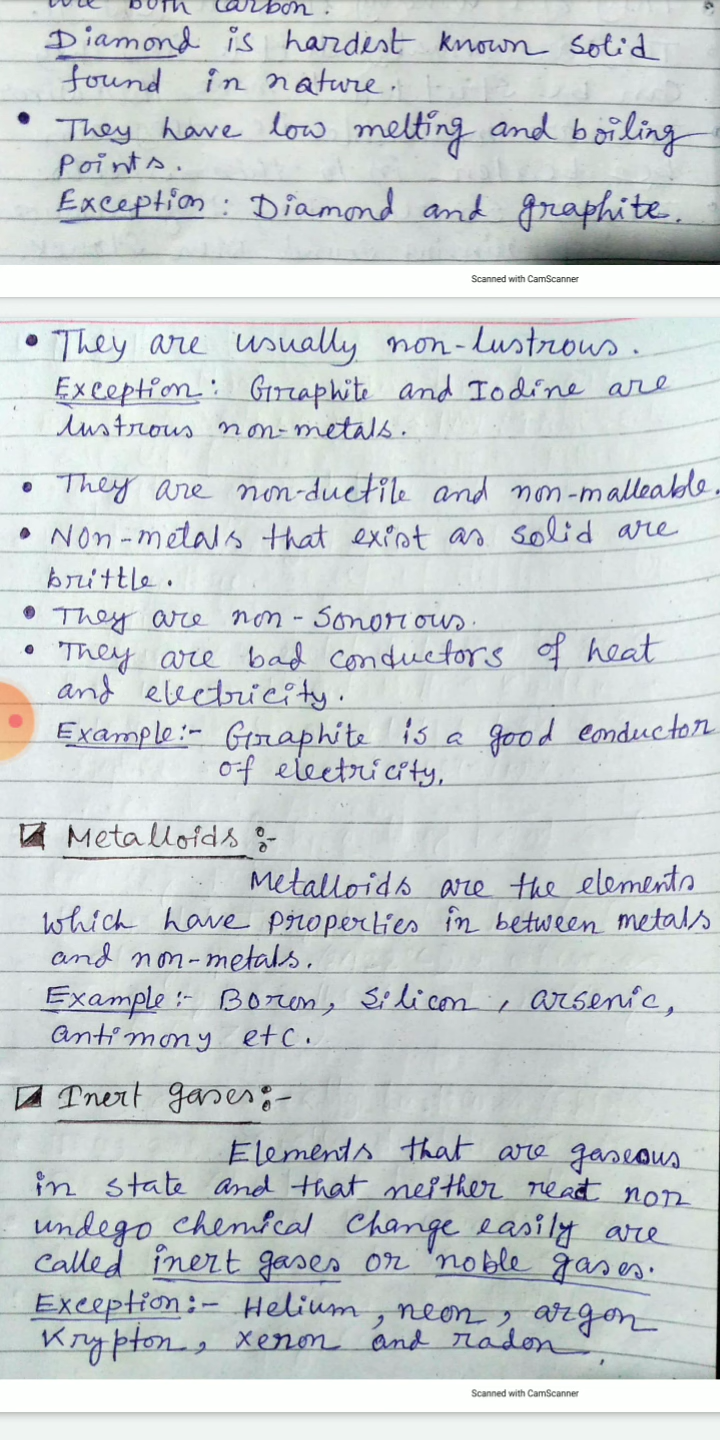 are both carbon.
Diamond is hardest known solid
found in nature.
• They have low melting and boiling
points.
Exception: Diamond and graphite.
Scanned with CamScanner
• They are usually non-lustrous.
Exception: Graphite and Iodine are
lustrous non-metals.
• They are non-ductile and non-malleable.
• Non-metals that exist as solid are
brittle.
• They are non-sonorious.
• They are bad conductors of heat
and electricity.
Example:- Graphite is a good conductor
of electricity,
Metalloids :-
Metalloids are the elements
which have properties in between metals
and non-metals.
Example:- Boron, Silicon, arsenic,
antimony etc.
Inert gases:-
Elements that are gaseous
in state and that neither react nor
undego chemical change easily are
called inert gases or noble gases.
Exception:- Helium, neon, argon
Krypton, xenon and radon.
Scanned with CamScanner